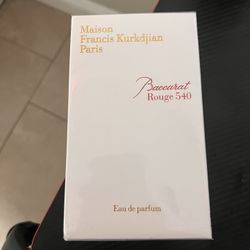 Maison
Francis Kurkdjian
Paris
Baccarat
Rouge 540
Eau de parfum